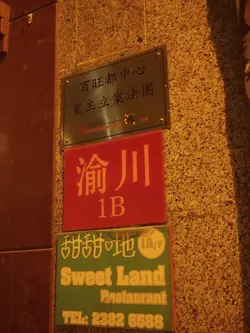 百旺都中心
業主立案法團
渝川
1B
甜甜♡地
1A/F
Sweet Land
Restaurant
TEL: 2382 6588